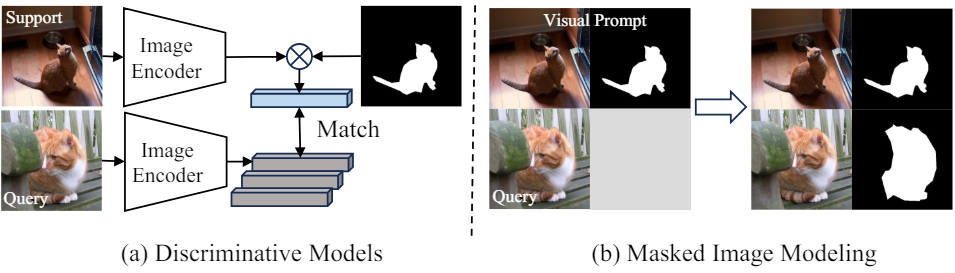 Support
Image
Encoder
Match
Image
Encoder
Query
(a) Discriminative Models
Visual Prompt
Query
(b) Masked Image Modeling